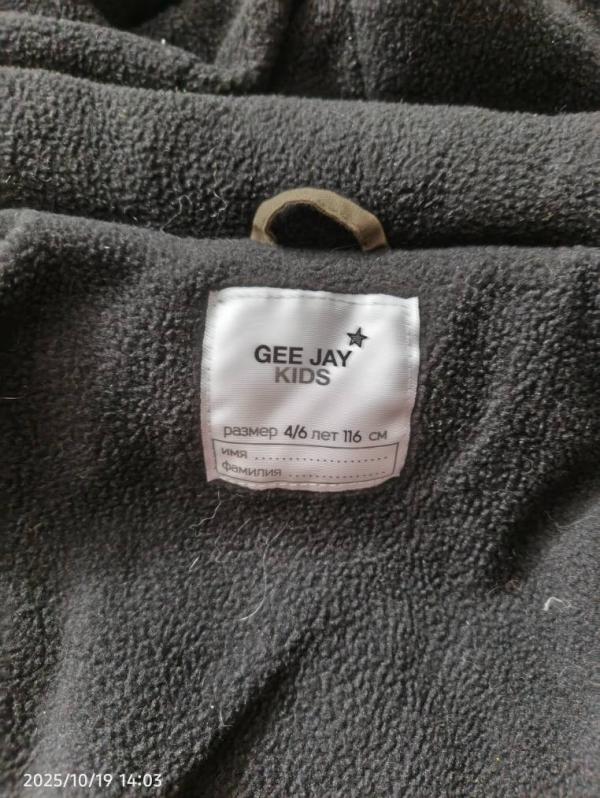 GEE JAY
KIDS
размер 4/6 лет 116 см
имя
фамилия
2025/10/19 14:03